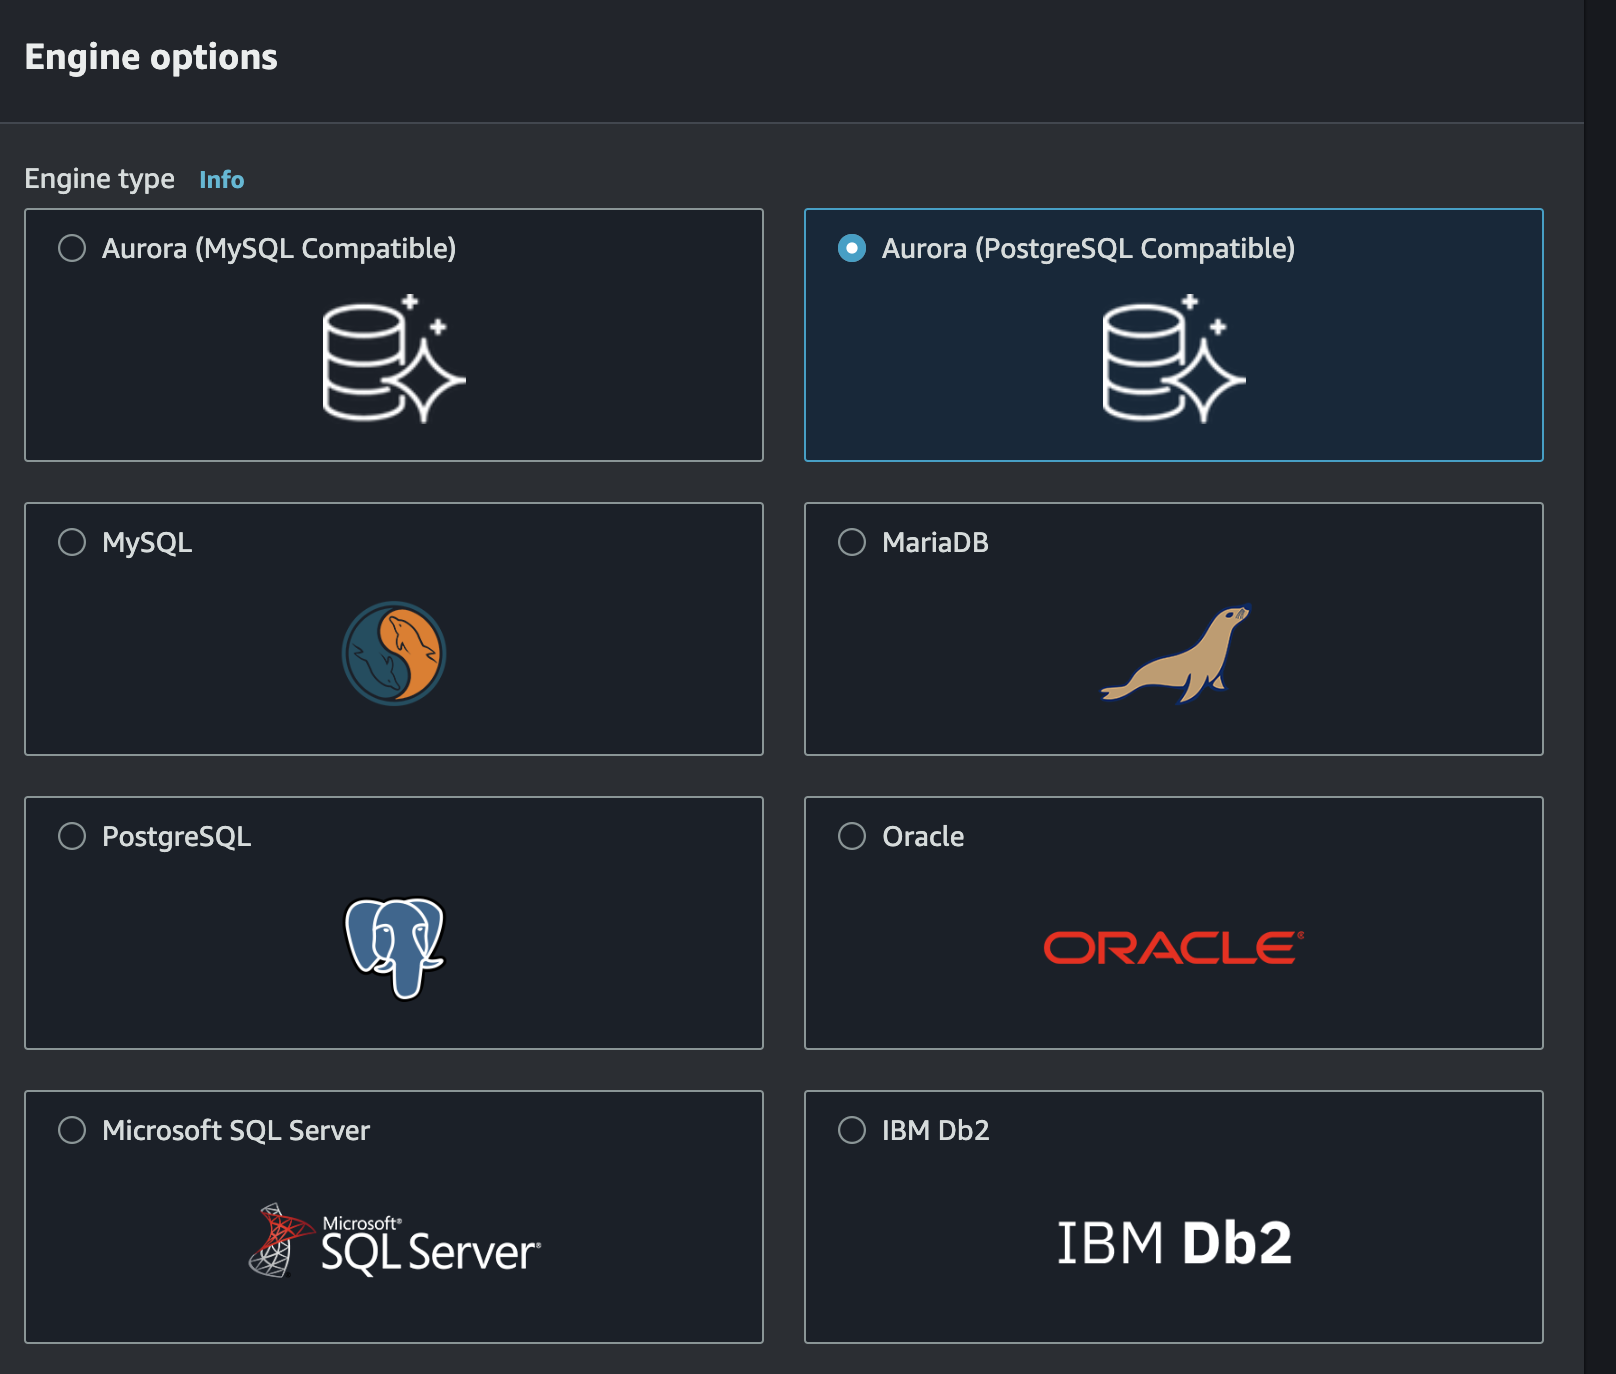 Engine options
Engine type Info
Aurora (MySQL Compatible)
Aurora (PostgreSQL Compatible)
MySQL
MariaDB
PostgreSQL
Oracle
ORACLE®
Microsoft SQL Server
Microsoft®
SQL Server®
IBM Db2
IBM Db2